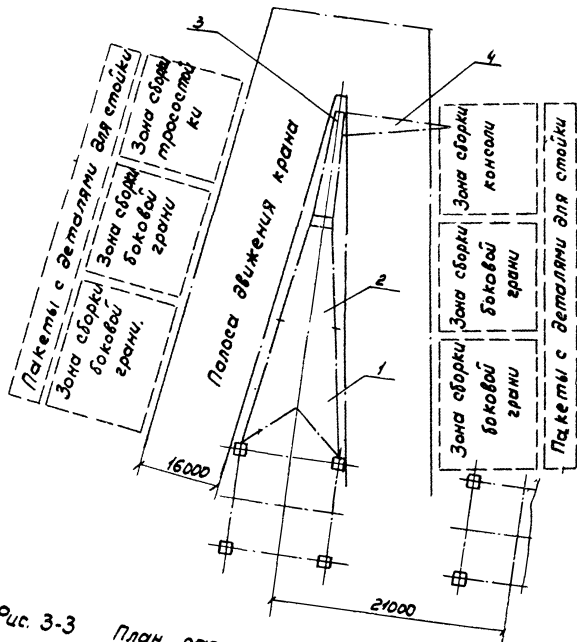 3
4
Пакеты с деталями для стойки
Зона сборки
тросостой
ки
Зона сборки
боковой
грани
Зона сборки
боковой
грани.
Полоса движения крана
2
1
Зона сборки
консоли
Зона сборки
боковой
грани
Зона сборки
боковой
грани
Пакеты с деталями для стойки
16000
21000
Рис. 3-3 План